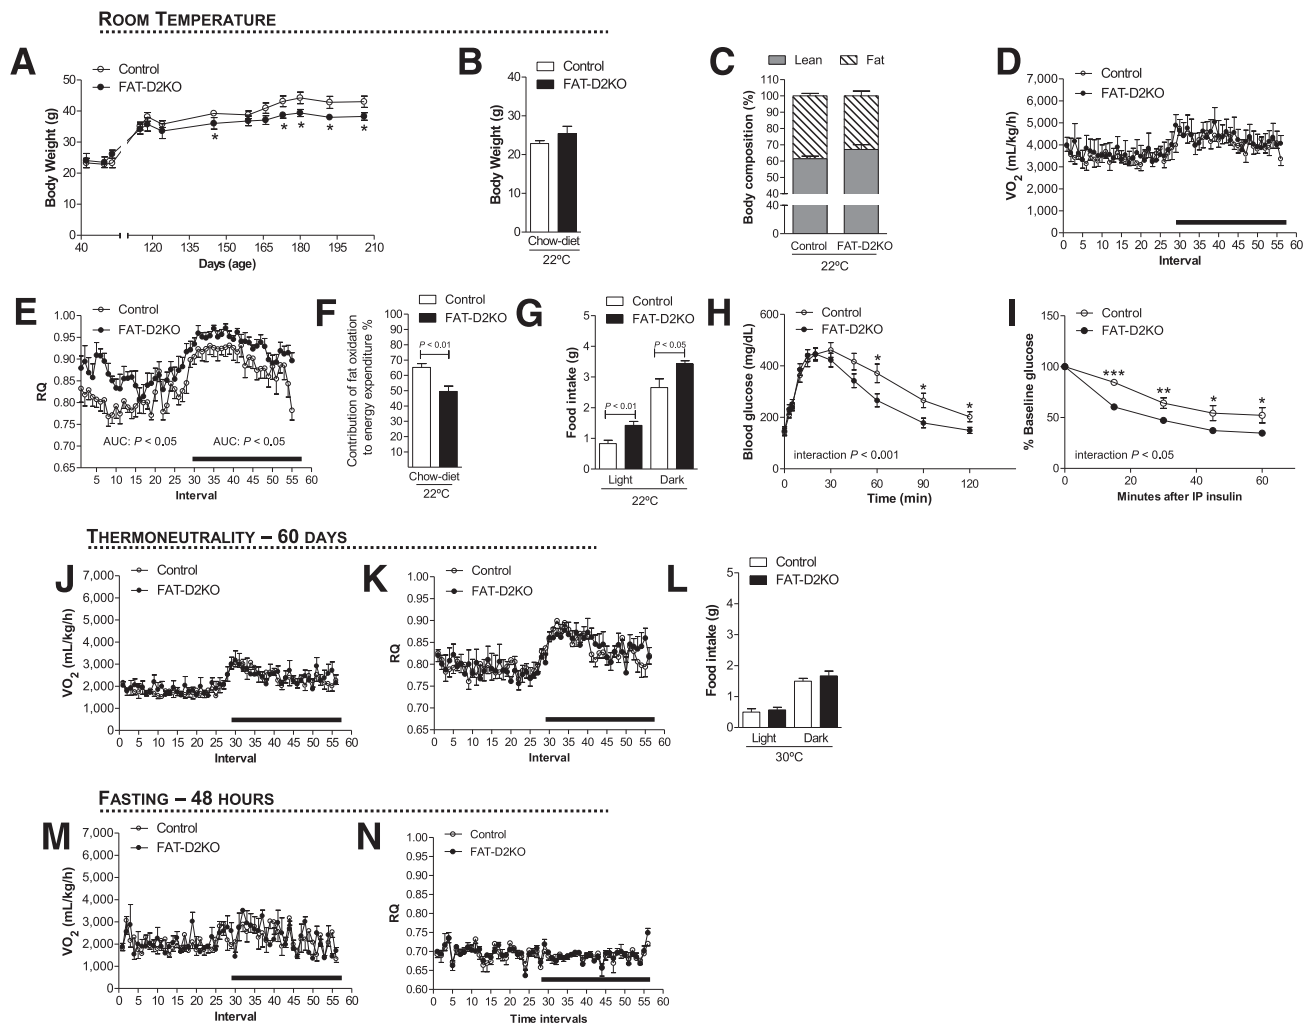 ROOM TEMPERATURE
A
Control
FAT-D2KO
Body Weight (g)
50
40
30
20
10
0
*
*
*
*
*
40
120
135
150
165
180
195
210
Days (age)
B
Control
FAT-D2KO
Body Weight (g)
40
30
20
10
0
Chow-diet
22ºC
C
Lean
Fat
Body composition (%)
110
100
90
80
70
60
40
20
0
Control
FAT-D2KO
22ºC
D
Control
FAT-D2KO
VO2 (mL/kg/h)
7,000
6,000
5,000
4,000
3,000
2,000
1,000
0
0 5 10 15 20 25 30 35 40 45 50 55 60
Interval
E
Control
FAT-D2KO
RQ
1.00
0.95
0.90
0.85
0.80
0.75
0.70
0.65
AUC: P < 0.05
AUC: P < 0.05
5 10 15 20 25 30 35 40 45 50 55 60
Interval
F
Control
FAT-D2KO
Contribution of fat oxidation
to energy expenditure %
100
90
80
70
60
50
40
30
20
10
P < 0.01
Chow-diet
22ºC
G
Control
FAT-D2KO
Food intake (g)
5
4
3
2
1
0
P < 0.01
P < 0.05
Light
Dark
22ºC
H
Control
FAT-D2KO
Blood glucose (mg/dL)
600
400
200
0
*
*
*
interaction P < 0.001
0 30 60 90 120
Time (min)
I
Control
FAT-D2KO
% Baseline glucose
150
100
50
0
***
**
*
*
interaction P < 0.05
0 20 40 60
Minutes after IP insulin
THERMONEUTRALITY – 60 DAYS
J
Control
FAT-D2KO
VO2 (mL/kg/h)
7,000
6,000
5,000
4,000
3,000
2,000
1,000
0
0 5 10 15 20 25 30 35 40 45 50 55 60
Interval
K
Control
FAT-D2KO
RQ
1.00
0.95
0.90
0.85
0.80
0.75
0.70
0.65
0 5 10 15 20 25 30 35 40 45 50 55 60
Interval
L
Control
FAT-D2KO
Food intake (g)
5
4
3
2
1
0
Light
Dark
30ºC
FASTING – 48 HOURS
M
Control
FAT-D2KO
VO2 (mL/kg/h)
7,000
6,000
5,000
4,000
3,000
2,000
1,000
0
0 5 10 15 20 25 30 35 40 45 50 55 60
Interval
N
Control
FAT-D2KO
RQ
1.00
0.95
0.90
0.85
0.80
0.75
0.70
0.65
0.60
0 5 10 15 20 25 30 35 40 45 50 55 60
Time intervals